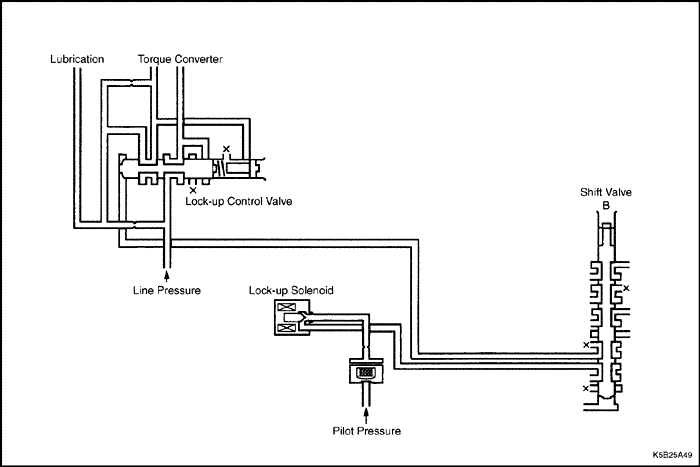 Lubrication
Torque Converter
Lock-up Control Valve
Shift Valve
B
Line Pressure
Lock-up Solenoid
Pilot Pressure
K5B25A49